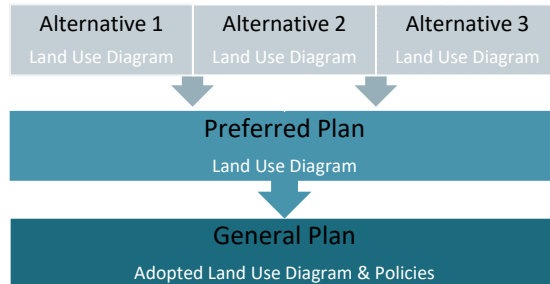 Alternative 1 Alternative 2 Alternative 3
Land Use Diagram Land Use Diagram Land Use Diagram
Preferred Plan
Land Use Diagram
General Plan
Adopted Land Use Diagram & Policies